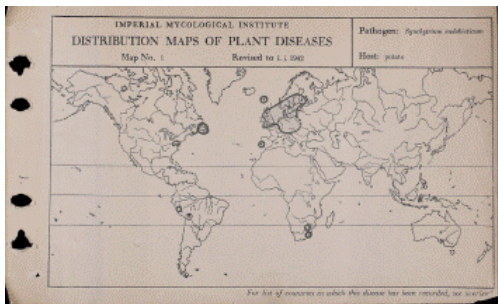 IMPERIAL MYCOLOGICAL INSTITUTE
DISTRIBUTION MAPS OF PLANT DISEASES
Map No. 1 Revised to 1. i. 1942
Pathogen: Synchytrium endobioticum
Host: potato
For list of countries in which this disease has been recorded, see overleaf